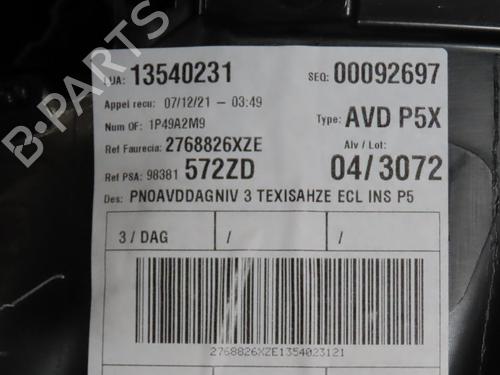 B-PARTS
LUA: 13540231 SEQ: 00092697
Appel recu: 07/12/21 - 03:49
Num OF: 1P49A2M9 Type: AVD P5X
Ref Faurecia: 2768826XZE Alv / Lot:
Ref PSA: 98381 572ZD 04/3072
Des: PNOAVDDAGNIV 3 TEXISAHZE ECL INS P5
3 / DAG / /
2768826XZE1354023121